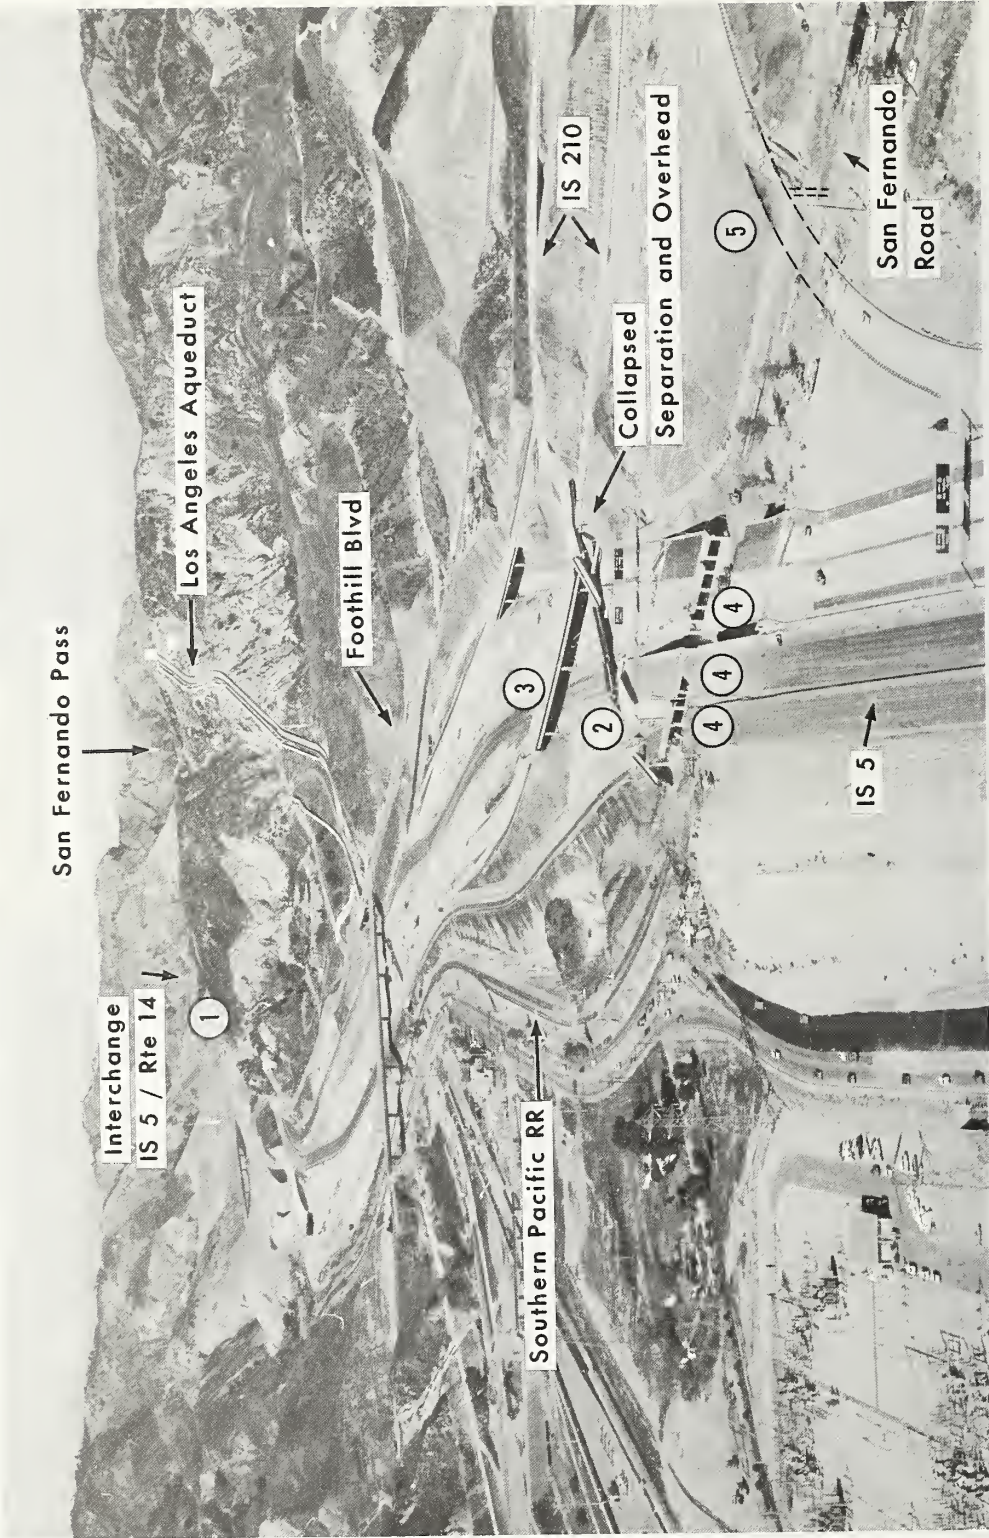 San Fernando Pass
Interchange
IS 5 / Rte 14
1
Los Angeles Aqueduct
Foothill Blvd
Southern Pacific RR
3
2
IS 210
Collapsed
Separation and Overhead
4
4
4
5
IS 5
San Fernando
Road